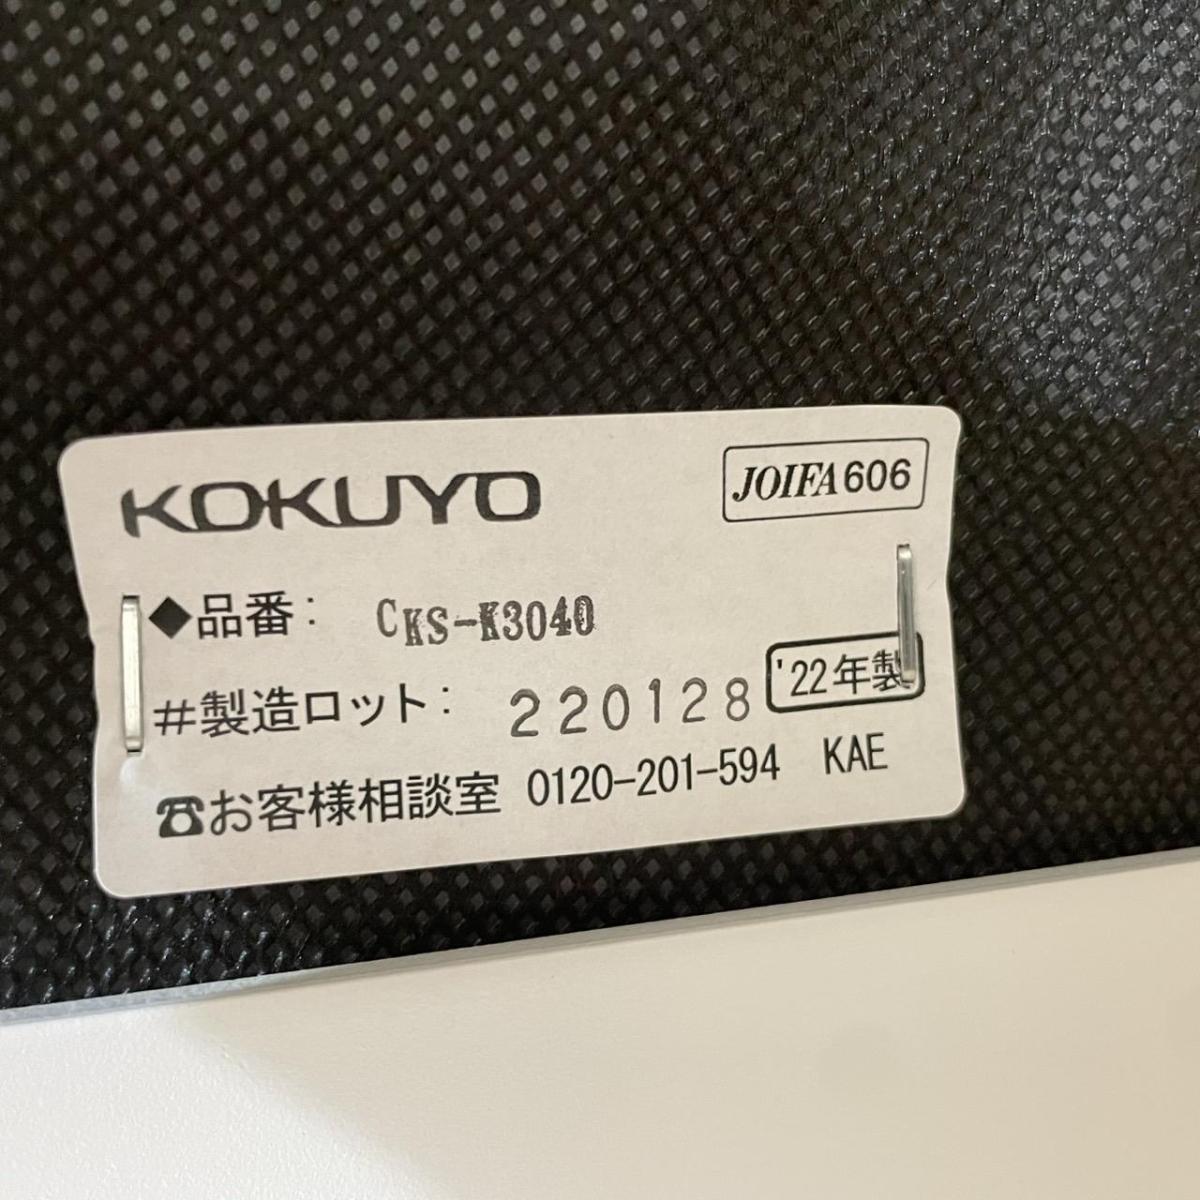 KOKUYO
JOIFA606
◆品番: CKS-K3040
#製造ロット: 220128
'22年製
☎お客様相談室 0120-201-594 KAE